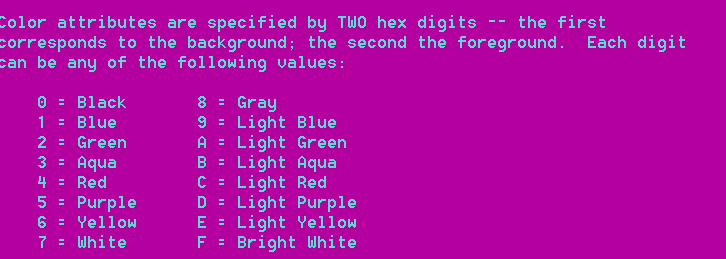 Color attributes are specified by TWO hex digits -- the first
corresponds to the background; the second the foreground.  Each digit
can be any of the following values:

    0 = Black       8 = Gray
    1 = Blue        9 = Light Blue
    2 = Green       A = Light Green
    3 = Aqua        B = Light Aqua
    4 = Red         C = Light Red
    5 = Purple      D = Light Purple
    6 = Yellow      E = Light Yellow
    7 = White       F = Bright White